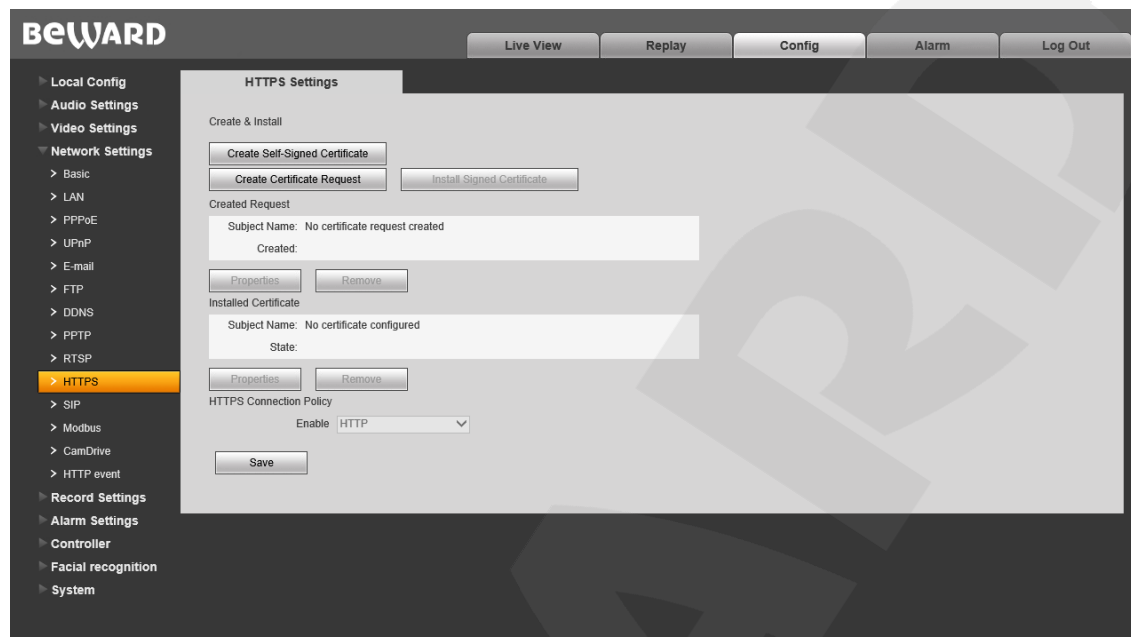 BEWARD
Live View
Replay
Config
Alarm
Log Out
Local Config
Audio Settings
Video Settings
Network Settings
> Basic
> LAN
> PPPoE
> UPnP
> E-mail
> FTP
> DDNS
> PPTP
> RTSP
> HTTPS
> SIP
> Modbus
> CamDrive
> HTTP event
Record Settings
Alarm Settings
Controller
Facial recognition
System
HTTPS Settings
Create & Install
Create Self-Signed Certificate
Create Certificate Request
Install Signed Certificate
Created Request
Subject Name: No certificate request created
Created:
Properties
Remove
Installed Certificate
Subject Name: No certificate configured
State:
Properties
Remove
HTTPS Connection Policy
Enable HTTP
Save